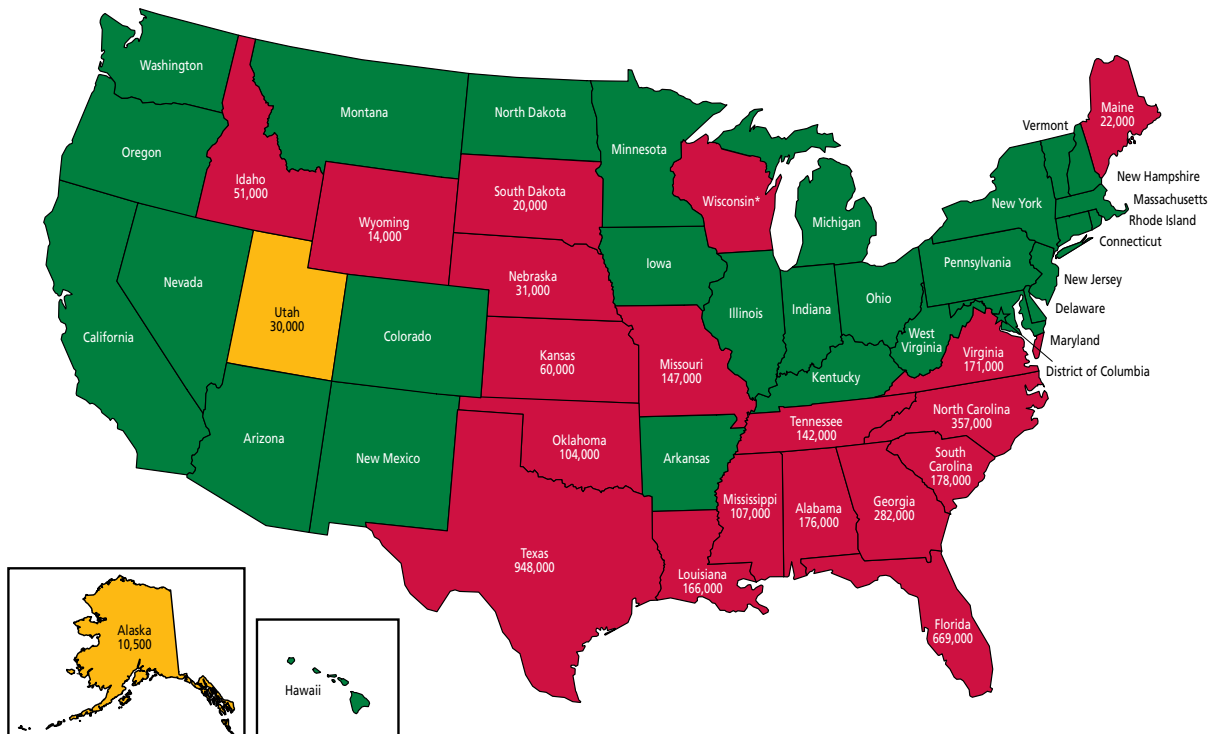 Washington
Oregon
California
Nevada
Idaho
51,000
Montana
Wyoming
14,000
Utah
30,000
Arizona
Colorado
New Mexico
North Dakota
South Dakota
20,000
Nebraska
31,000
Kansas
60,000
Oklahoma
104,000
Texas
948,000
Minnesota
Iowa
Missouri
147,000
Arkansas
Louisiana
166,000
Wisconsin*
Illinois
Michigan
Indiana
Ohio
Kentucky
Tennessee
142,000
Mississippi
107,000
Alabama
176,000
Georgia
282,000
Florida
669,000
South
Carolina
178,000
North Carolina
357,000
Virginia
171,000
West
Virginia
Pennsylvania
New York
Vermont
Maine
22,000
New Hampshire
Massachusetts
Rhode Island
Connecticut
New Jersey
Delaware
Maryland
District of Columbia
Alaska
10,500
Hawaii